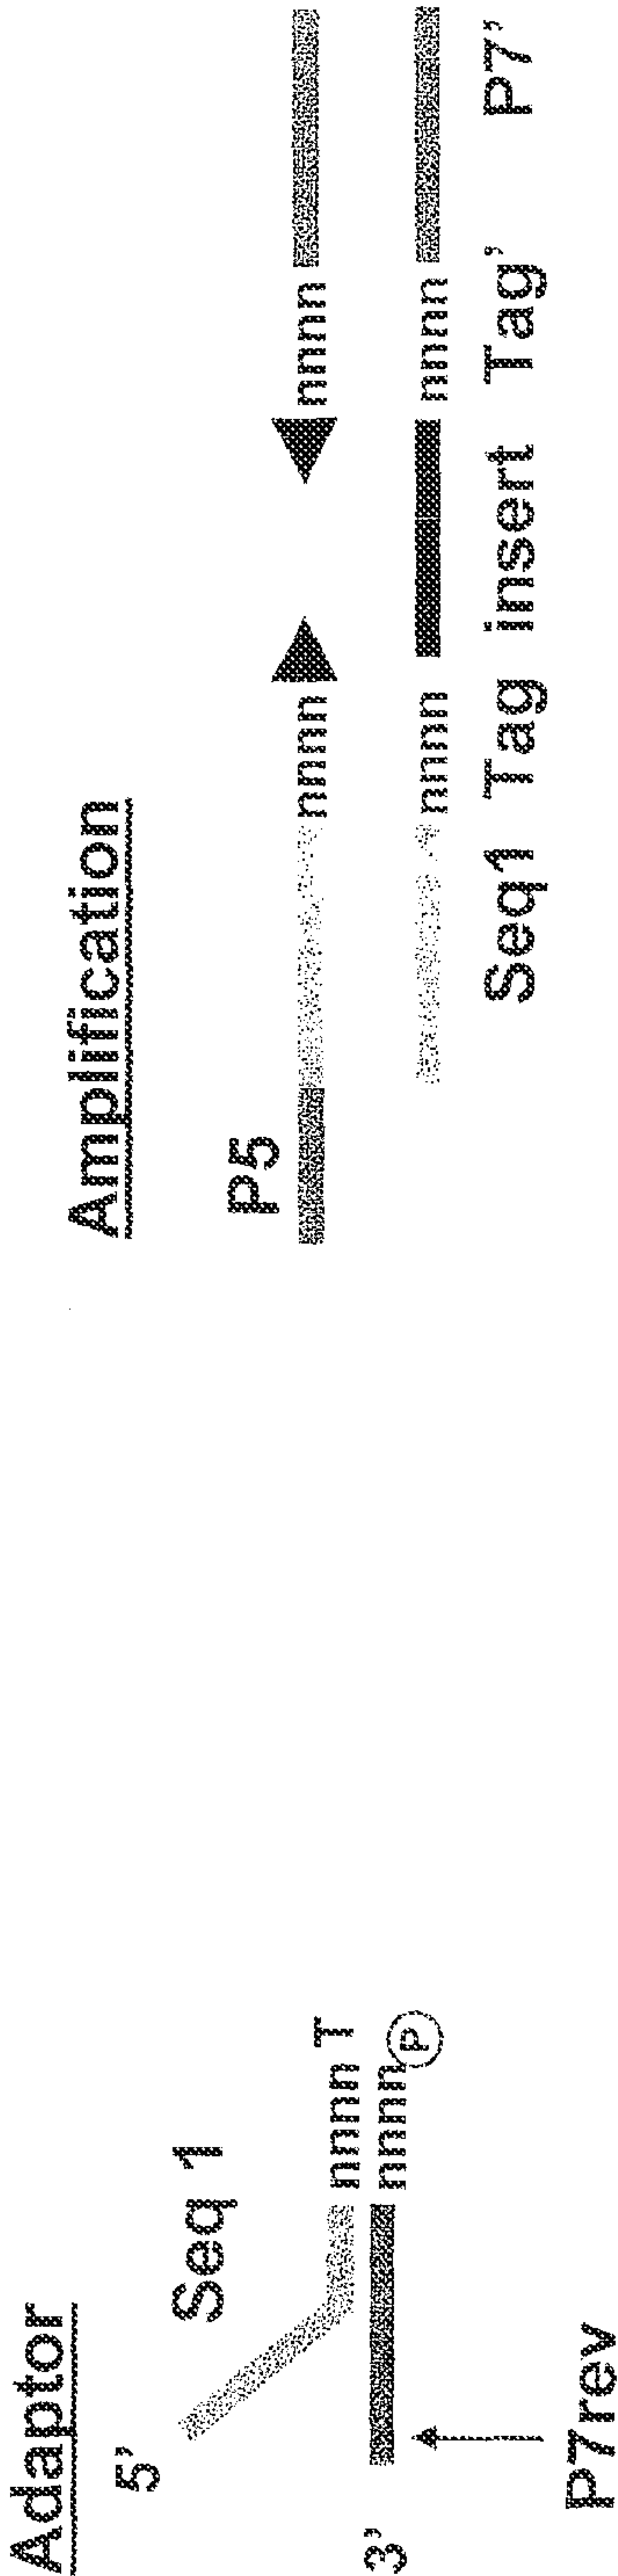 Adaptor
5’
Seq 1
nnnn T
nnnn P
3’
P7rev
Amplification
P5
nnnn
nnnn
nnnn
nnnn
Seq1 Tag insert Tag’ P7’